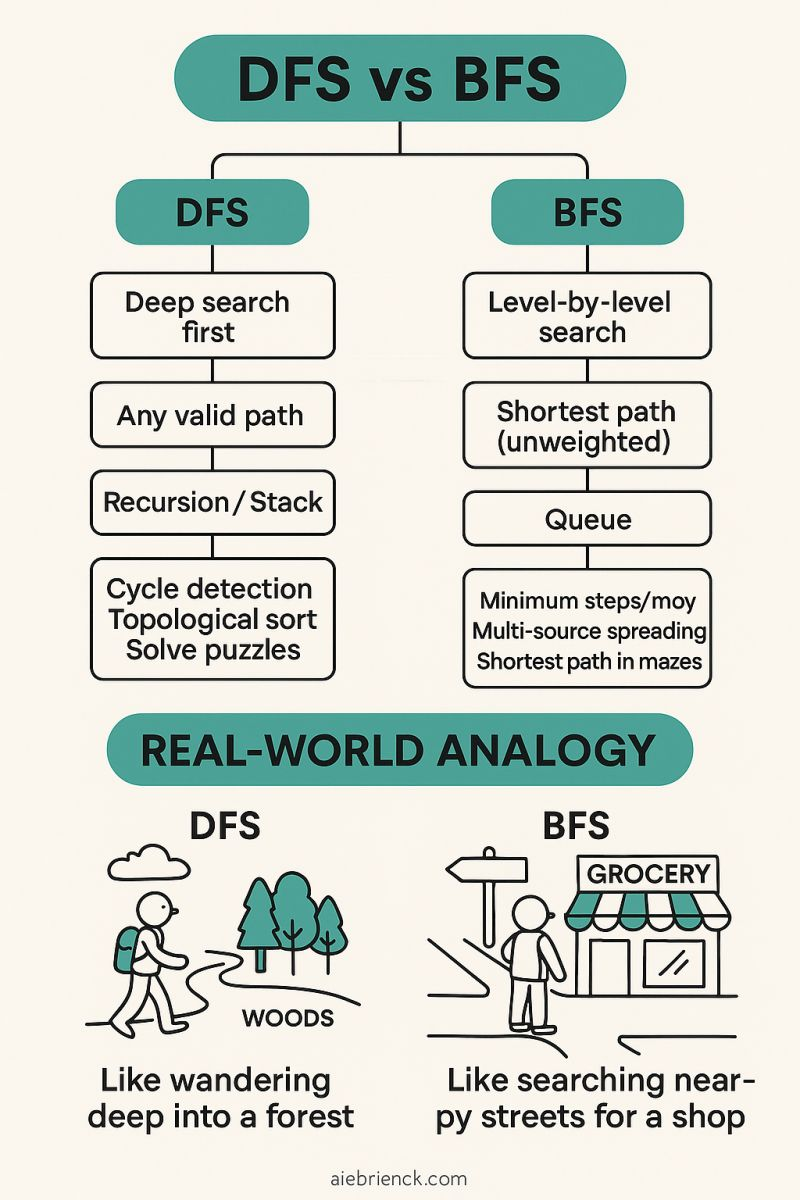 DFS vs BFS
DFS
Deep search
first
Any valid path
Recursion / Stack
Cycle detection
Topological sort
Solve puzzles
BFS
Level-by-level
search
Shortest path
(unweighted)
Queue
Minimum steps/moy
Multi-source spreading
Shortest path in mazes
REAL-WORLD ANALOGY
DFS
WOODS
Like wandering
deep into a forest
BFS
GROCERY
Like searching near-
py streets for a shop
aiebrienck.com